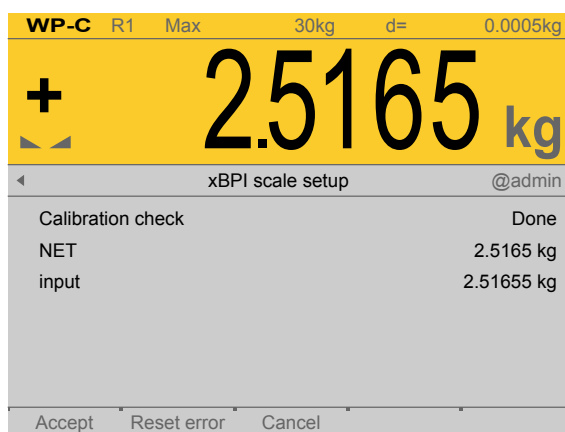 WP-C R1 Max 30kg d= 0.0005kg
+ 2.5165 kg
xBPI scale setup @admin
Calibration check Done
NET 2.5165 kg
input 2.51655 kg
Accept Reset error Cancel